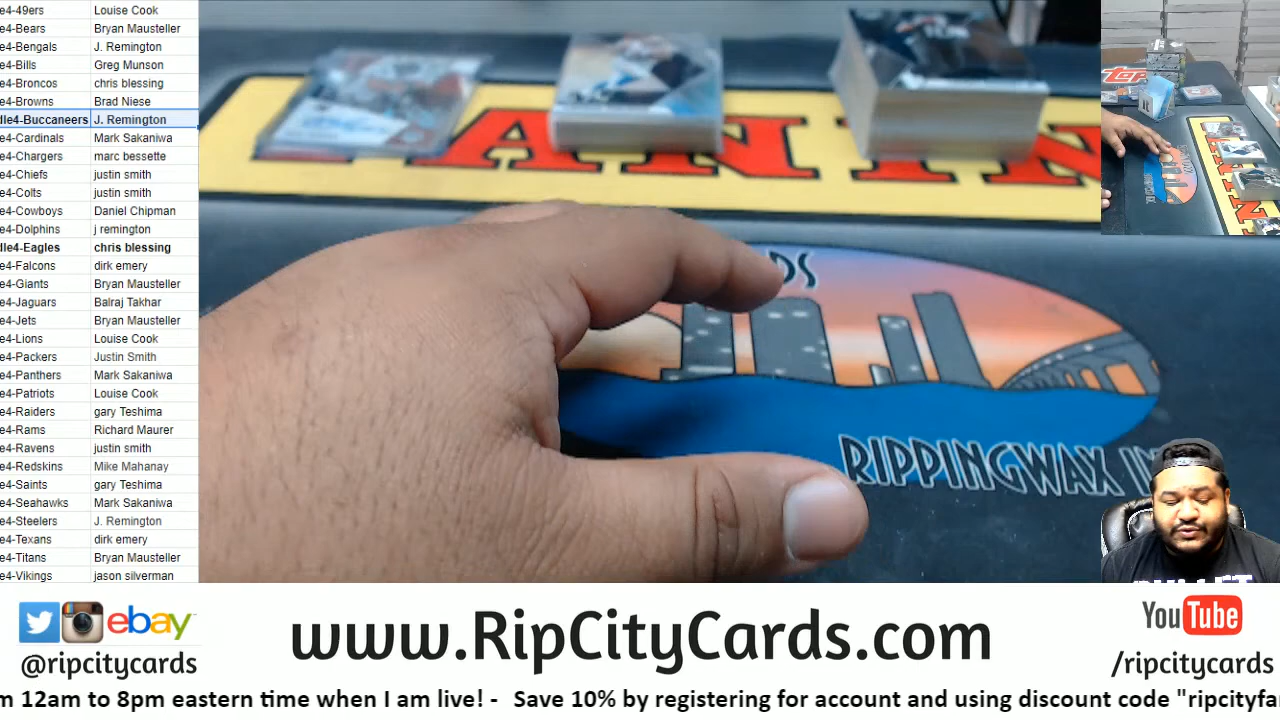 e4-49ers Louise Cook
e4-Bears Bryan Mausteller
e4-Bengals J. Remington
e4-Bills Greg Munson
e4-Broncos chris blessing
e4-Browns Brad Niese
dle4-Buccaneers J. Remington
e4-Cardinals Mark Sakaniwa
e4-Chargers marc bessette
e4-Chiefs justin smith
e4-Colts justin smith
e4-Cowboys Daniel Chipman
e4-Dolphins j remington
dle4-Eagles chris blessing
e4-Falcons dirk emery
e4-Giants Bryan Mausteller
e4-Jaguars Balraj Takhar
e4-Jets Bryan Mausteller
e4-Lions Louise Cook
e4-Packers Justin Smith
e4-Panthers Mark Sakaniwa
e4-Patriots Louise Cook
e4-Raiders gary Teshima
e4-Rams Richard Maurer
e4-Ravens justin smith
e4-Redskins Mike Mahanay
e4-Saints gary Teshima
e4-Seahawks Mark Sakaniwa
e4-Steelers J. Remington
e4-Texans dirk emery
e4-Titans Bryan Mausteller
e4-Vikings jason silverman
ANIN
DS
RIPPINGWAX
ebay
@ripcitycards
www.RipCityCards.com
YouTube
/ripcitycards
m 12am to 8pm eastern time when I am live! - Save 10% by registering for account and using discount code "ripcityfa